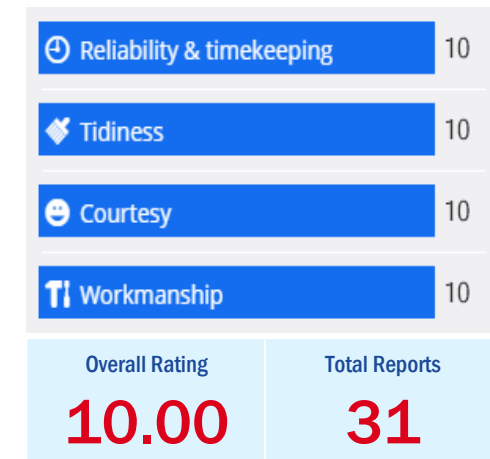 Reliability & timekeeping 10
Tidiness 10
Courtesy 10
Workmanship 10
Overall Rating Total Reports
10.00 31